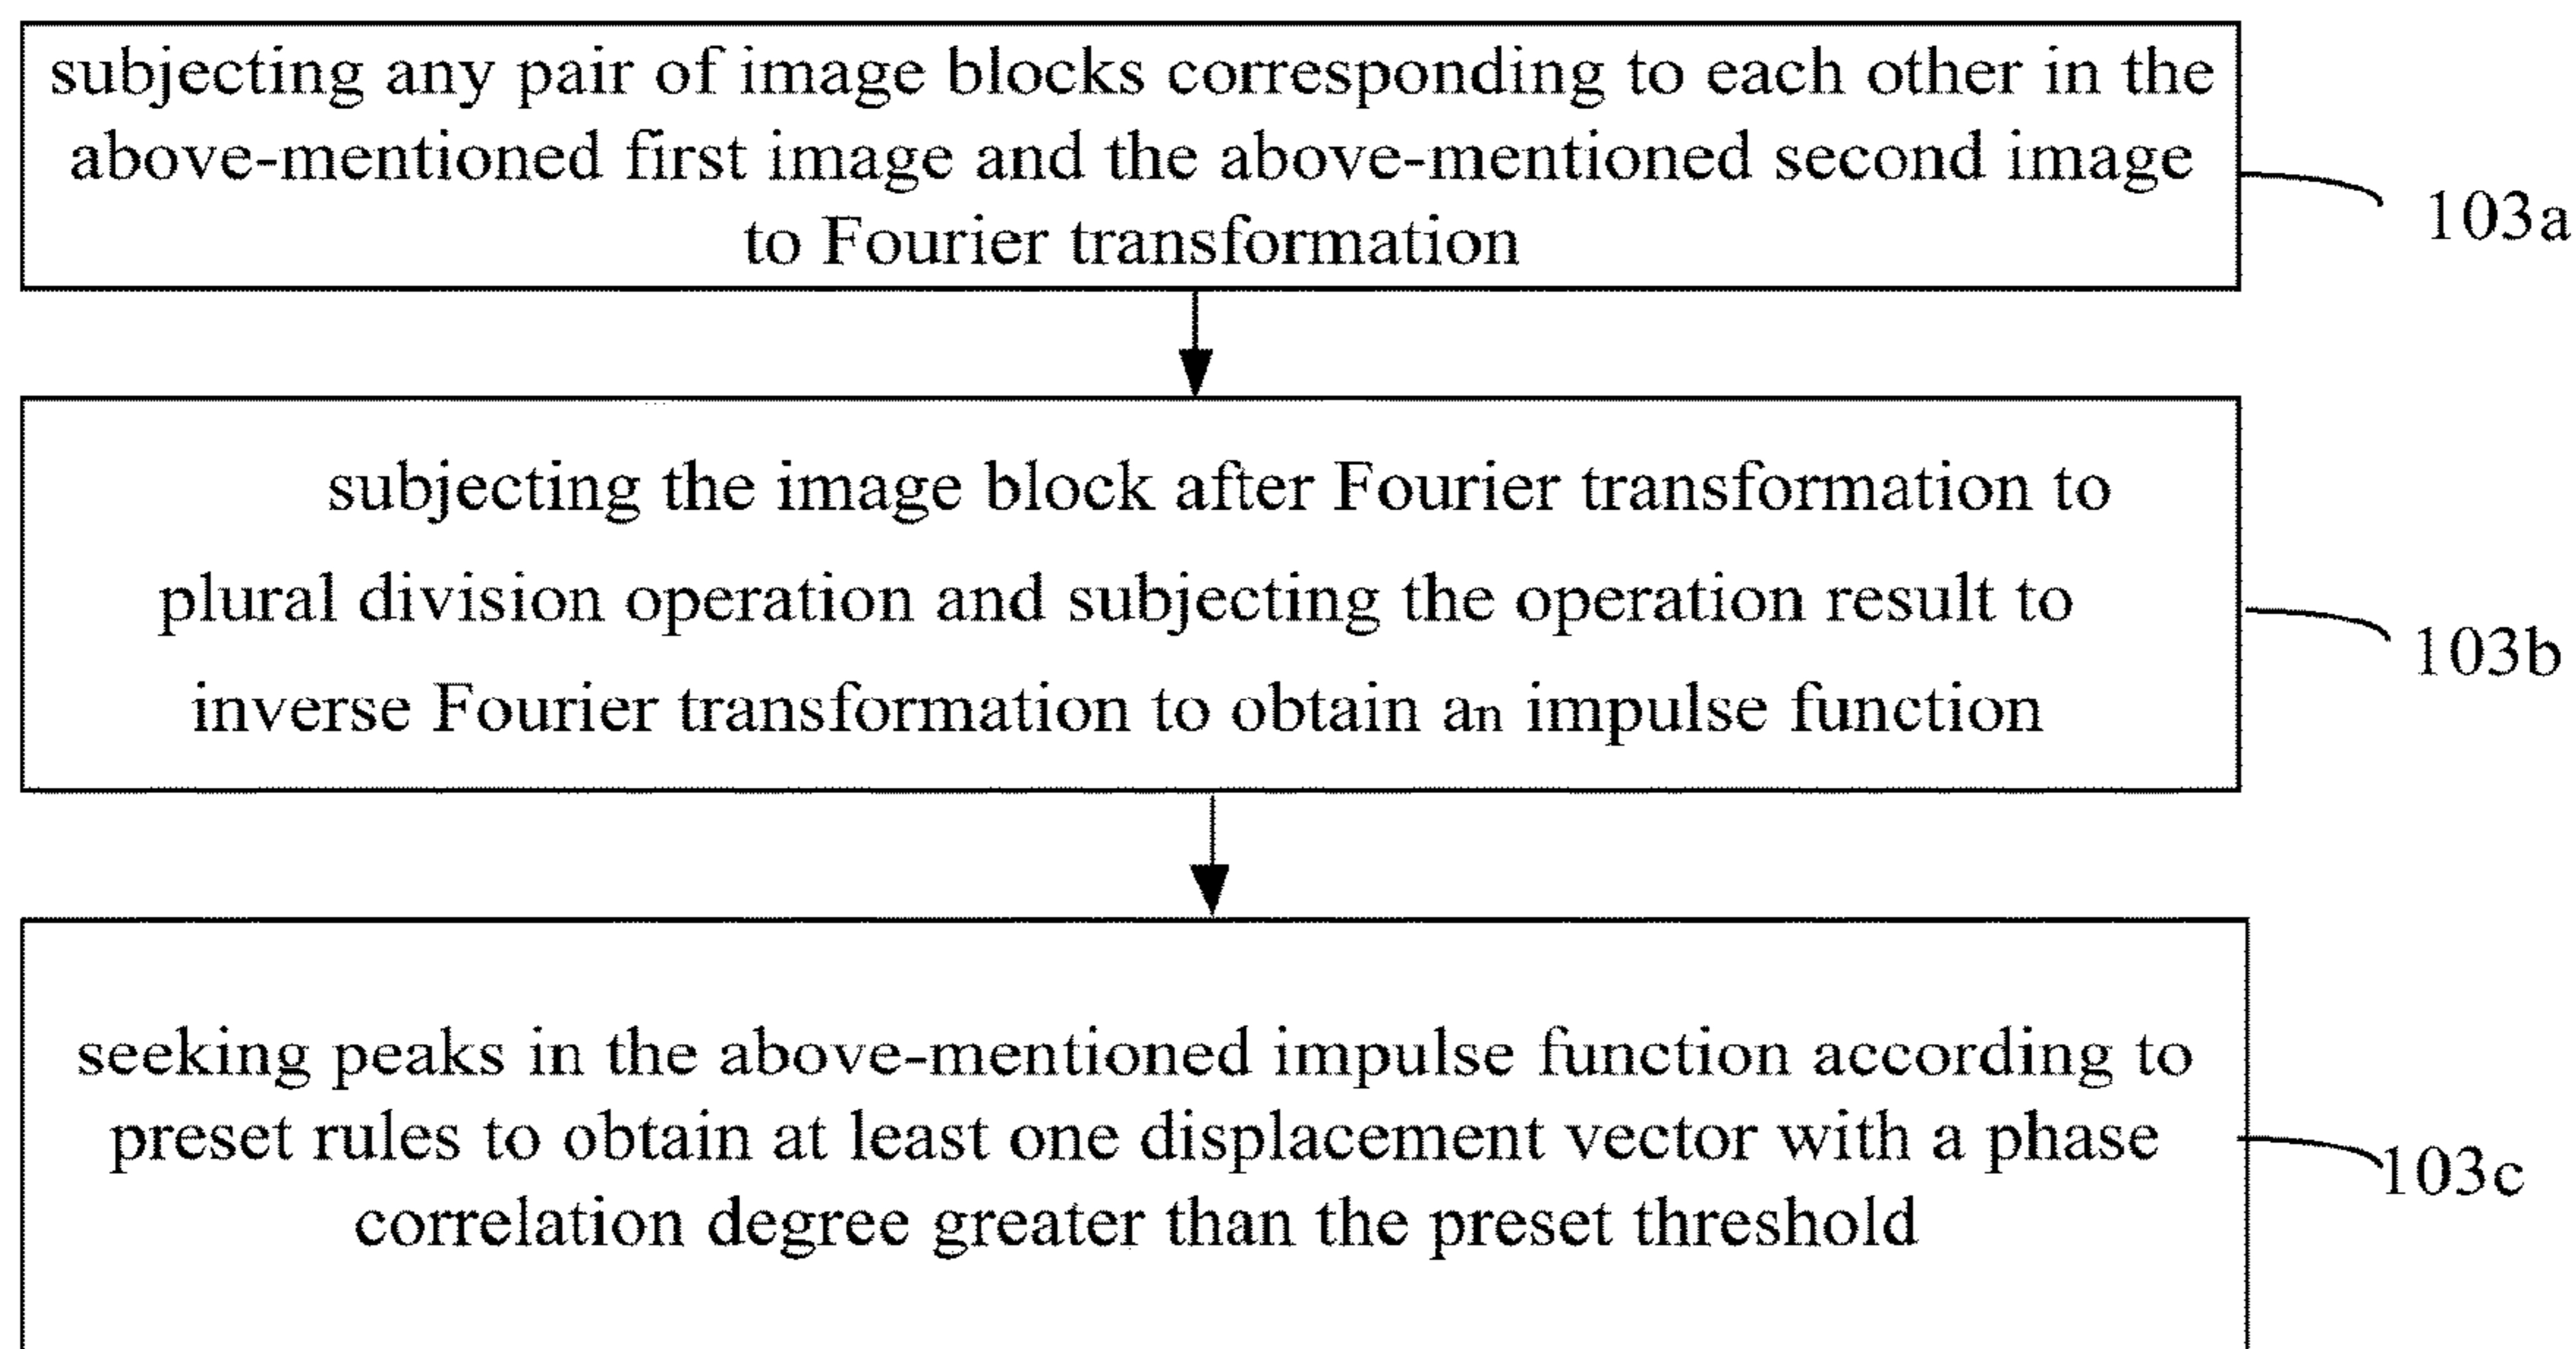 subjecting any pair of image blocks corresponding to each other in the
above-mentioned first image and the above-mentioned second image
to Fourier transformation
103a
subjecting the image block after Fourier transformation to
plural division operation and subjecting the operation result to
inverse Fourier transformation to obtain an impulse function
103b
seeking peaks in the above-mentioned impulse function according to
preset rules to obtain at least one displacement vector with a phase
correlation degree greater than the preset threshold
103c